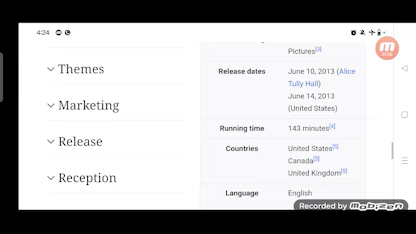 4:24
Themes
Marketing
Release
Reception
Pictures[3]
Release dates June 10, 2013 (Alice
Tully Hall)
June 14, 2013
(United States)
Running time 143 minutes[4]
Countries United States[5]
Canada[5]
United Kingdom[5]
Language English
Recorded by Mobizen